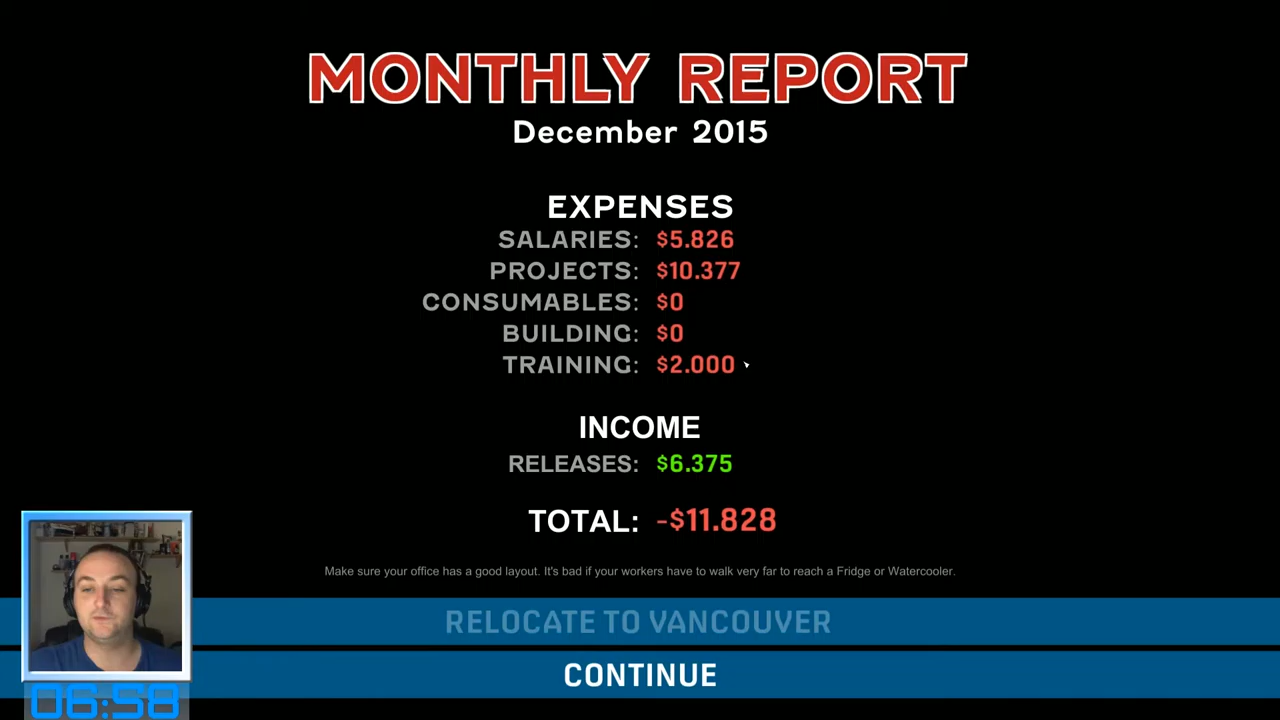 MONTHLY REPORT
December 2015
EXPENSES
SALARIES: $5.826
PROJECTS: $10.377
CONSUMABLES: $0
BUILDING: $0
TRAINING: $2.000
INCOME
RELEASES: $6.375
TOTAL: -$11.828
Make sure your office has a good layout. It's bad if your workers have to walk very far to reach a Fridge or Watercooler.
RELOCATE TO VANCOUVER
CONTINUE
06:58